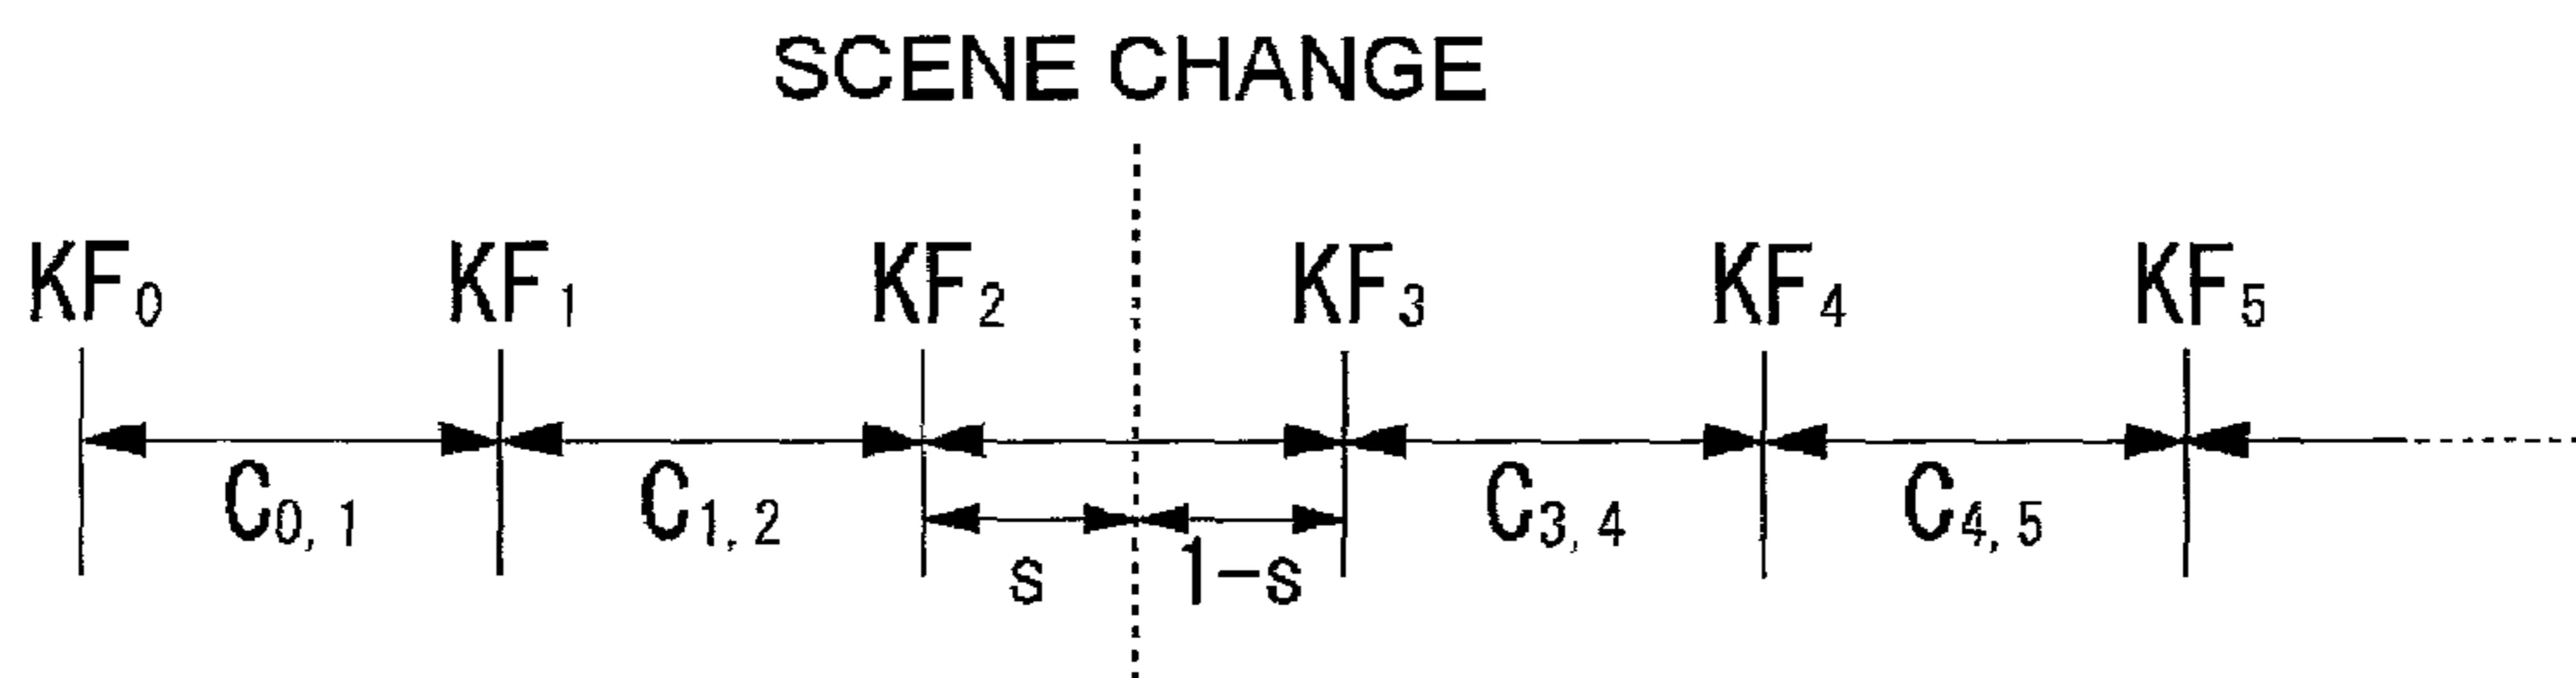 SCENE CHANGE
KF0 KF1 KF2 KF3 KF4 KF5
C0,1 C1,2 C3,4 C4,5
s 1-s